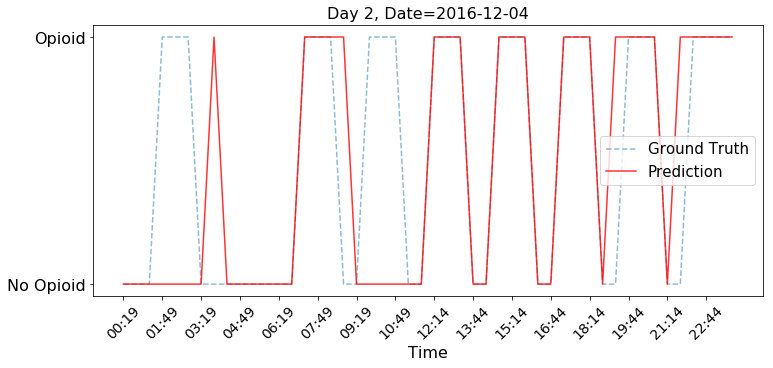 Day 2, Date=2016-12-04
Opioid
No Opioid
Ground Truth
Prediction
00:19
01:49
03:19
04:49
06:19
07:49
09:19
10:49
12:14
13:44
15:14
16:44
18:14
19:44
21:14
22:44
Time